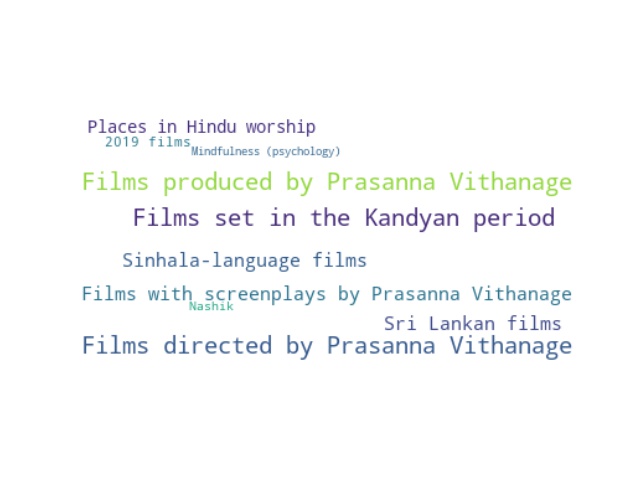 Places in Hindu worship
2019 films
Mindfulness (psychology)
Films produced by Prasanna Vithanage
Films set in the Kandyan period
Sinhala-language films
Films with screenplays by Prasanna Vithanage
Nashik
Sri Lankan films
Films directed by Prasanna Vithanage